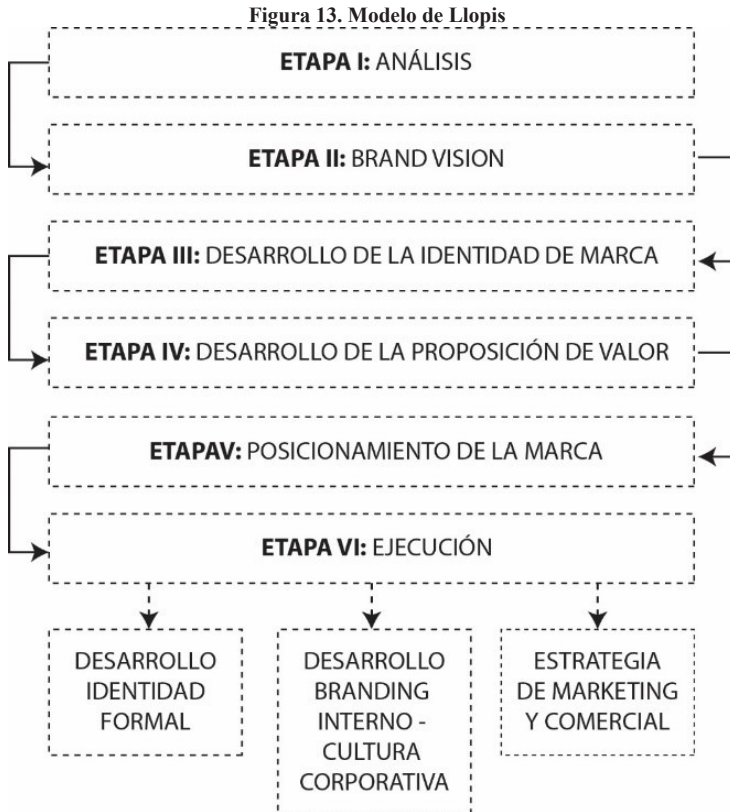 Figura 13. Modelo de Llopis
ETAPA I: ANÁLISIS
ETAPA II: BRAND VISION
ETAPA III: DESARROLLO DE LA IDENTIDAD DE MARCA
ETAPA IV: DESARROLLO DE LA PROPOSICIÓN DE VALOR
ETAPAV: POSICIONAMIENTO DE LA MARCA
ETAPA VI: EJECUCIÓN
DESARROLLO
IDENTIDAD
FORMAL
DESARROLLO
BRANDING
INTERNO -
CULTURA
CORPORATIVA
ESTRATEGIA
DE MARKETING
Y COMERCIAL